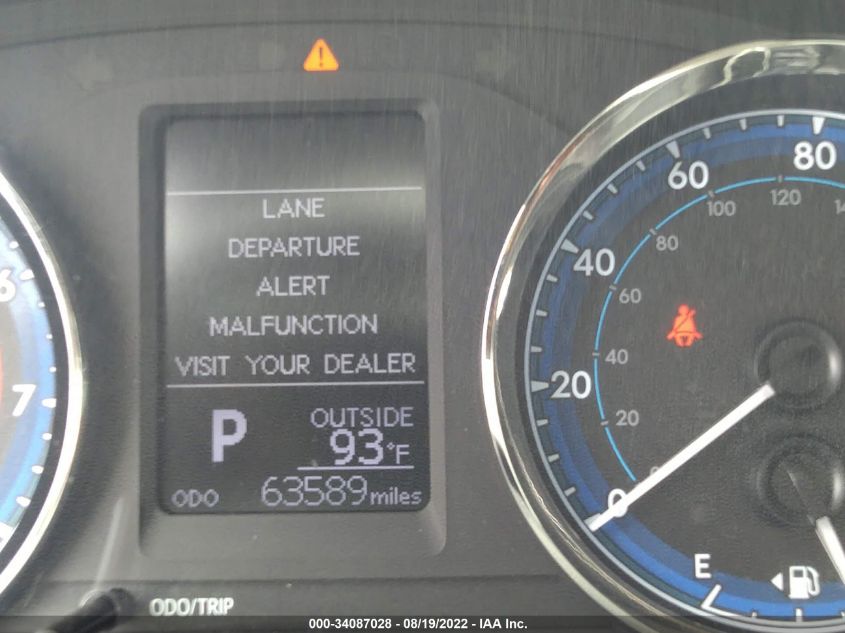 LANE
DEPARTURE
ALERT
MALFUNCTION
VISIT YOUR DEALER
P
OUTSIDE
93°F
ODO 63589 miles
ODO/TRIP
6
7
0
20
40
60
80
20
40
60
80
100
120
E
000-34087028 - 08/19/2022 - IAA Inc.